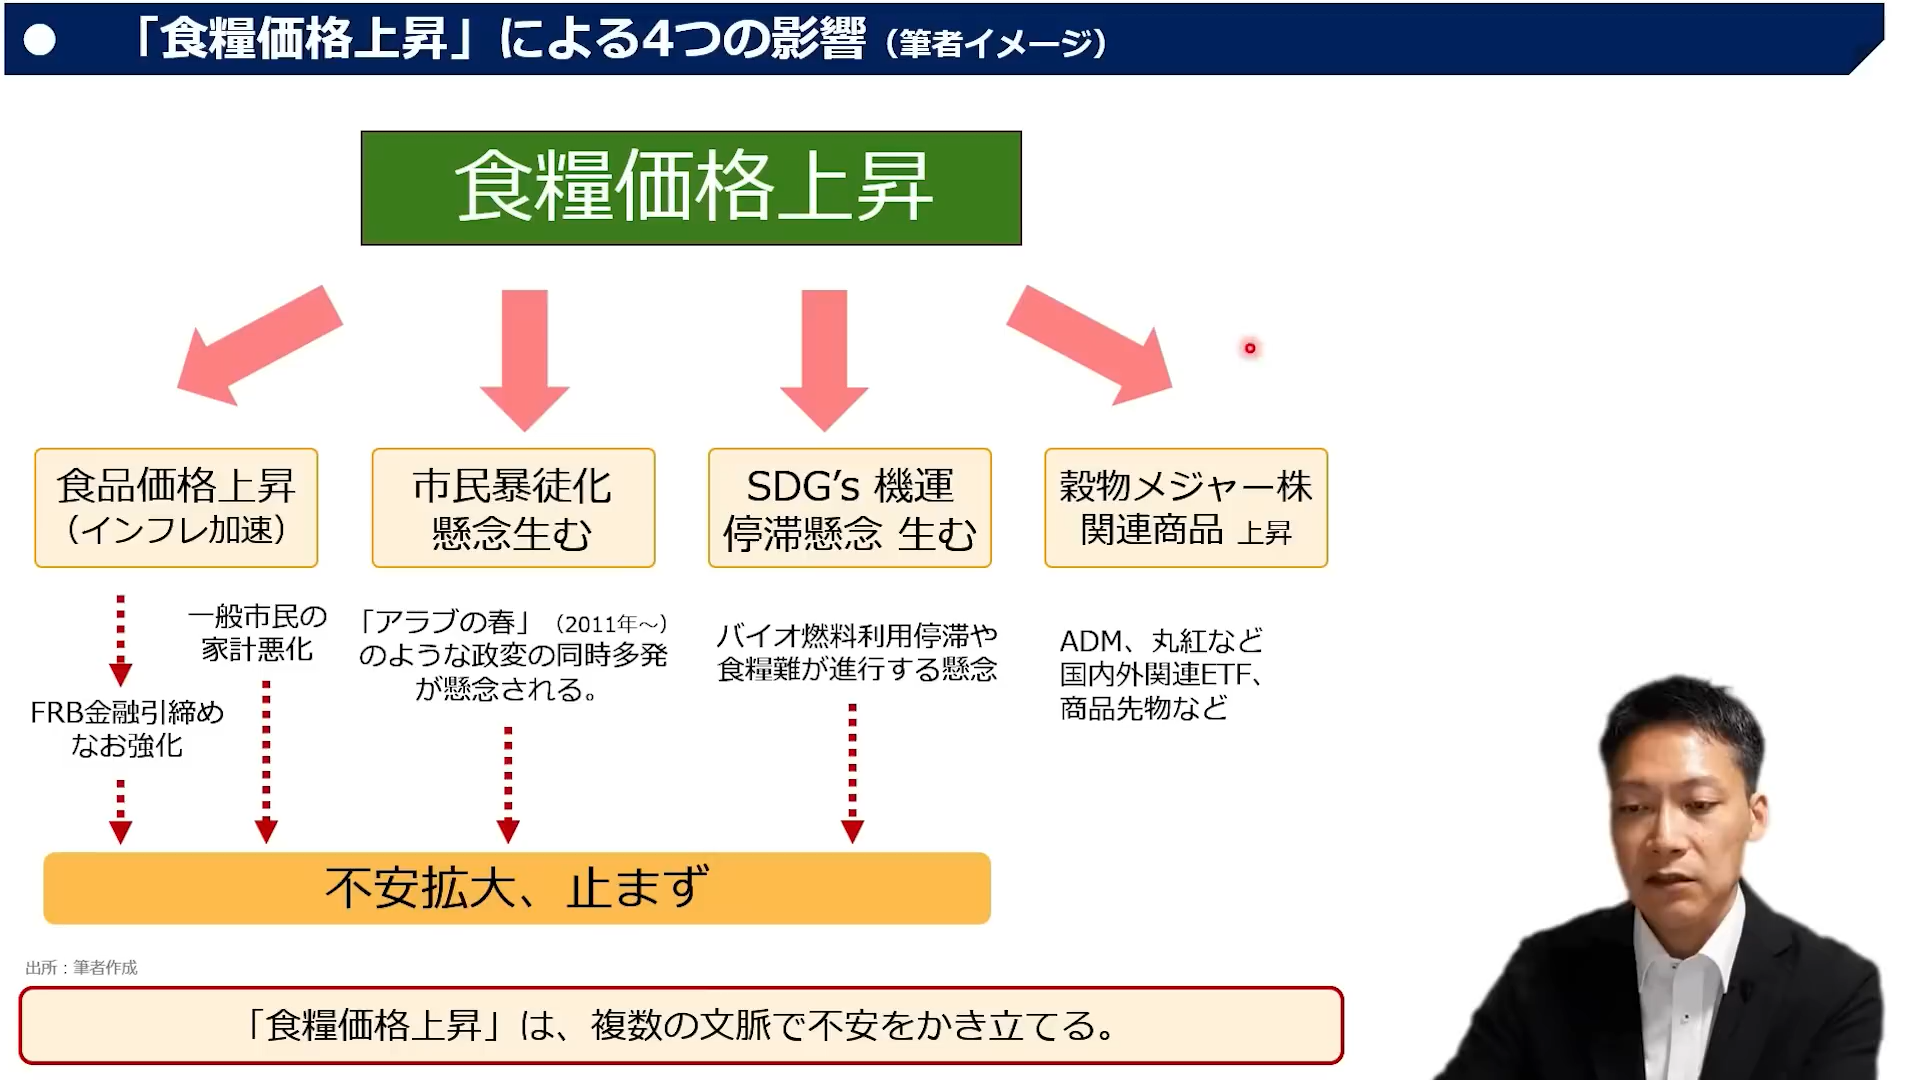 「食糧価格上昇」による4つの影響（筆者イメージ）
食糧価格上昇
食品価格上昇
（インフレ加速）
市民暴徒化
懸念生む
SDG’s 機運
停滞懸念 生む
穀物メジャー株
関連商品 上昇
一般市民の
家計悪化
FRB金融引締め
なお強化
「アラブの春」（2011年～）
のような政変の同時多発
が懸念される。
バイオ燃料利用停滞や
食糧難が進行する懸念
ADM、丸紅など
国内外関連ETF、
商品先物など
不安拡大、止まず
出所：筆者作成
「食糧価格上昇」は、複数の文脈で不安をかき立てる。